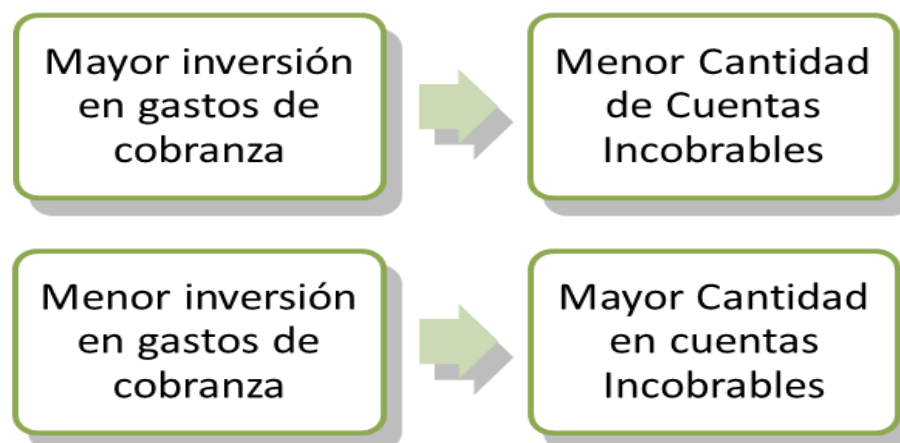 Mayor inversión
en gastos de
cobranza
Menor Cantidad
de Cuentas
Incobrables
Menor inversión
en gastos de
cobranza
Mayor Cantidad
en cuentas
Incobrables